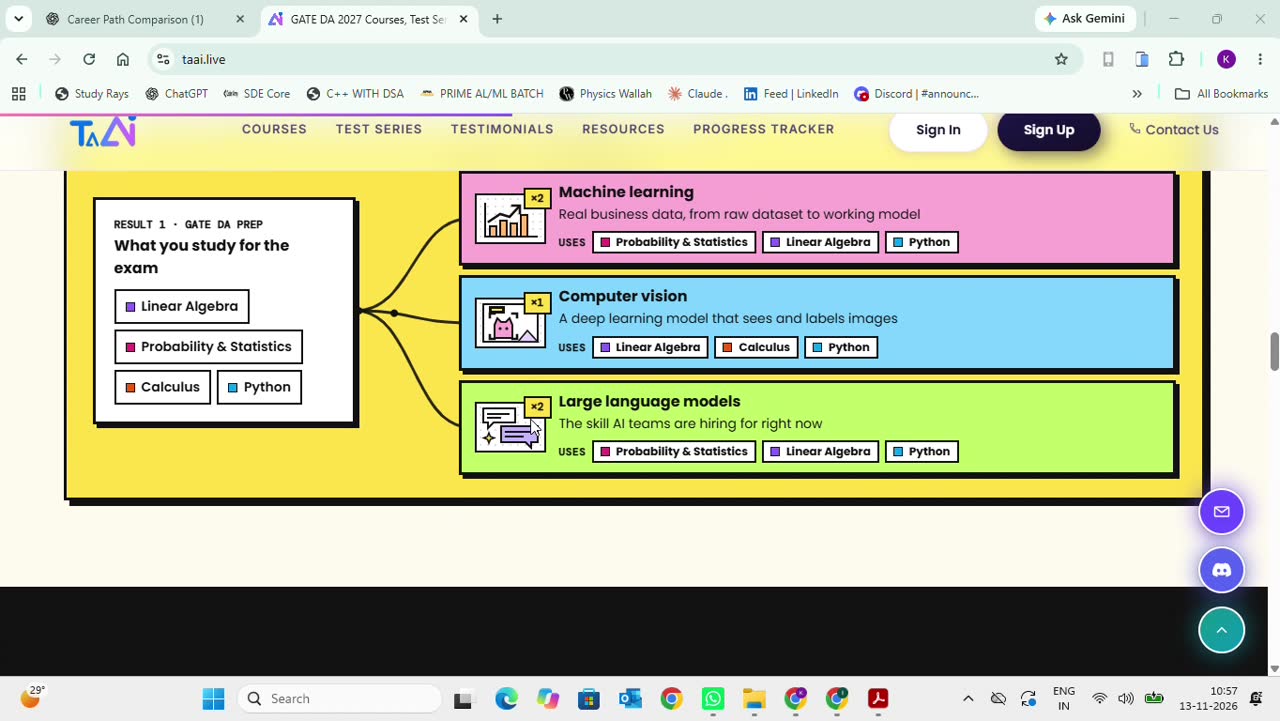 Career Path Comparison (1)
GATE DA 2027 Courses, Test Se
Ask Gemini
taai.live
K
Study Rays
ChatGPT
SDE Core
C++ WITH DSA
PRIME AL/ML BATCH
Physics Wallah
Claude .
Feed | LinkedIn
Discord | #announc...
All Bookmarks
TAAi
COURSES
TEST SERIES
TESTIMONIALS
RESOURCES
PROGRESS TRACKER
Sign In
Sign Up
Contact Us
RESULT 1 · GATE DA PREP
What you study for the
exam
Linear Algebra
Probability & Statistics
Calculus
Python
×2
Machine learning
Real business data, from raw dataset to working model
USES Probability & Statistics Linear Algebra Python
×1
Computer vision
A deep learning model that sees and labels images
USES Linear Algebra Calculus Python
×2
Large language models
The skill AI teams are hiring for right now
USES Probability & Statistics Linear Algebra Python
29°
Search
ENG
IN
10:57
13-11-2026